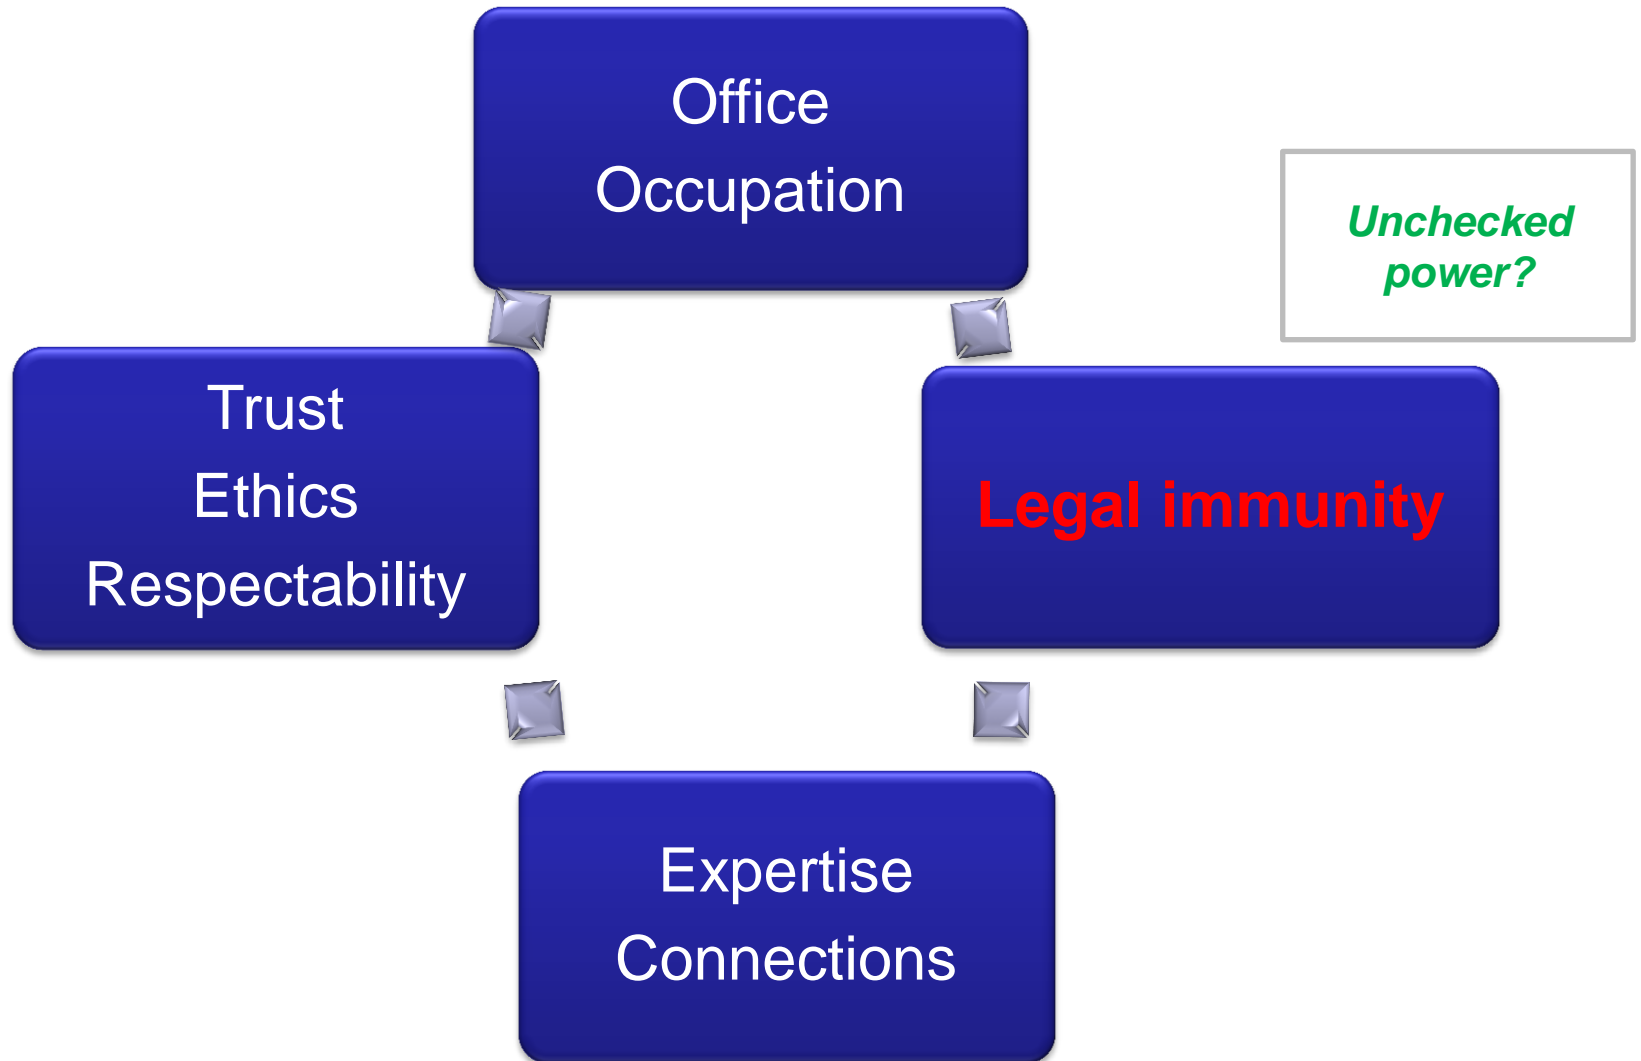 Office
Occupation
Unchecked
power?
Trust
Ethics
Respectability
Legal immunity
Expertise
Connections